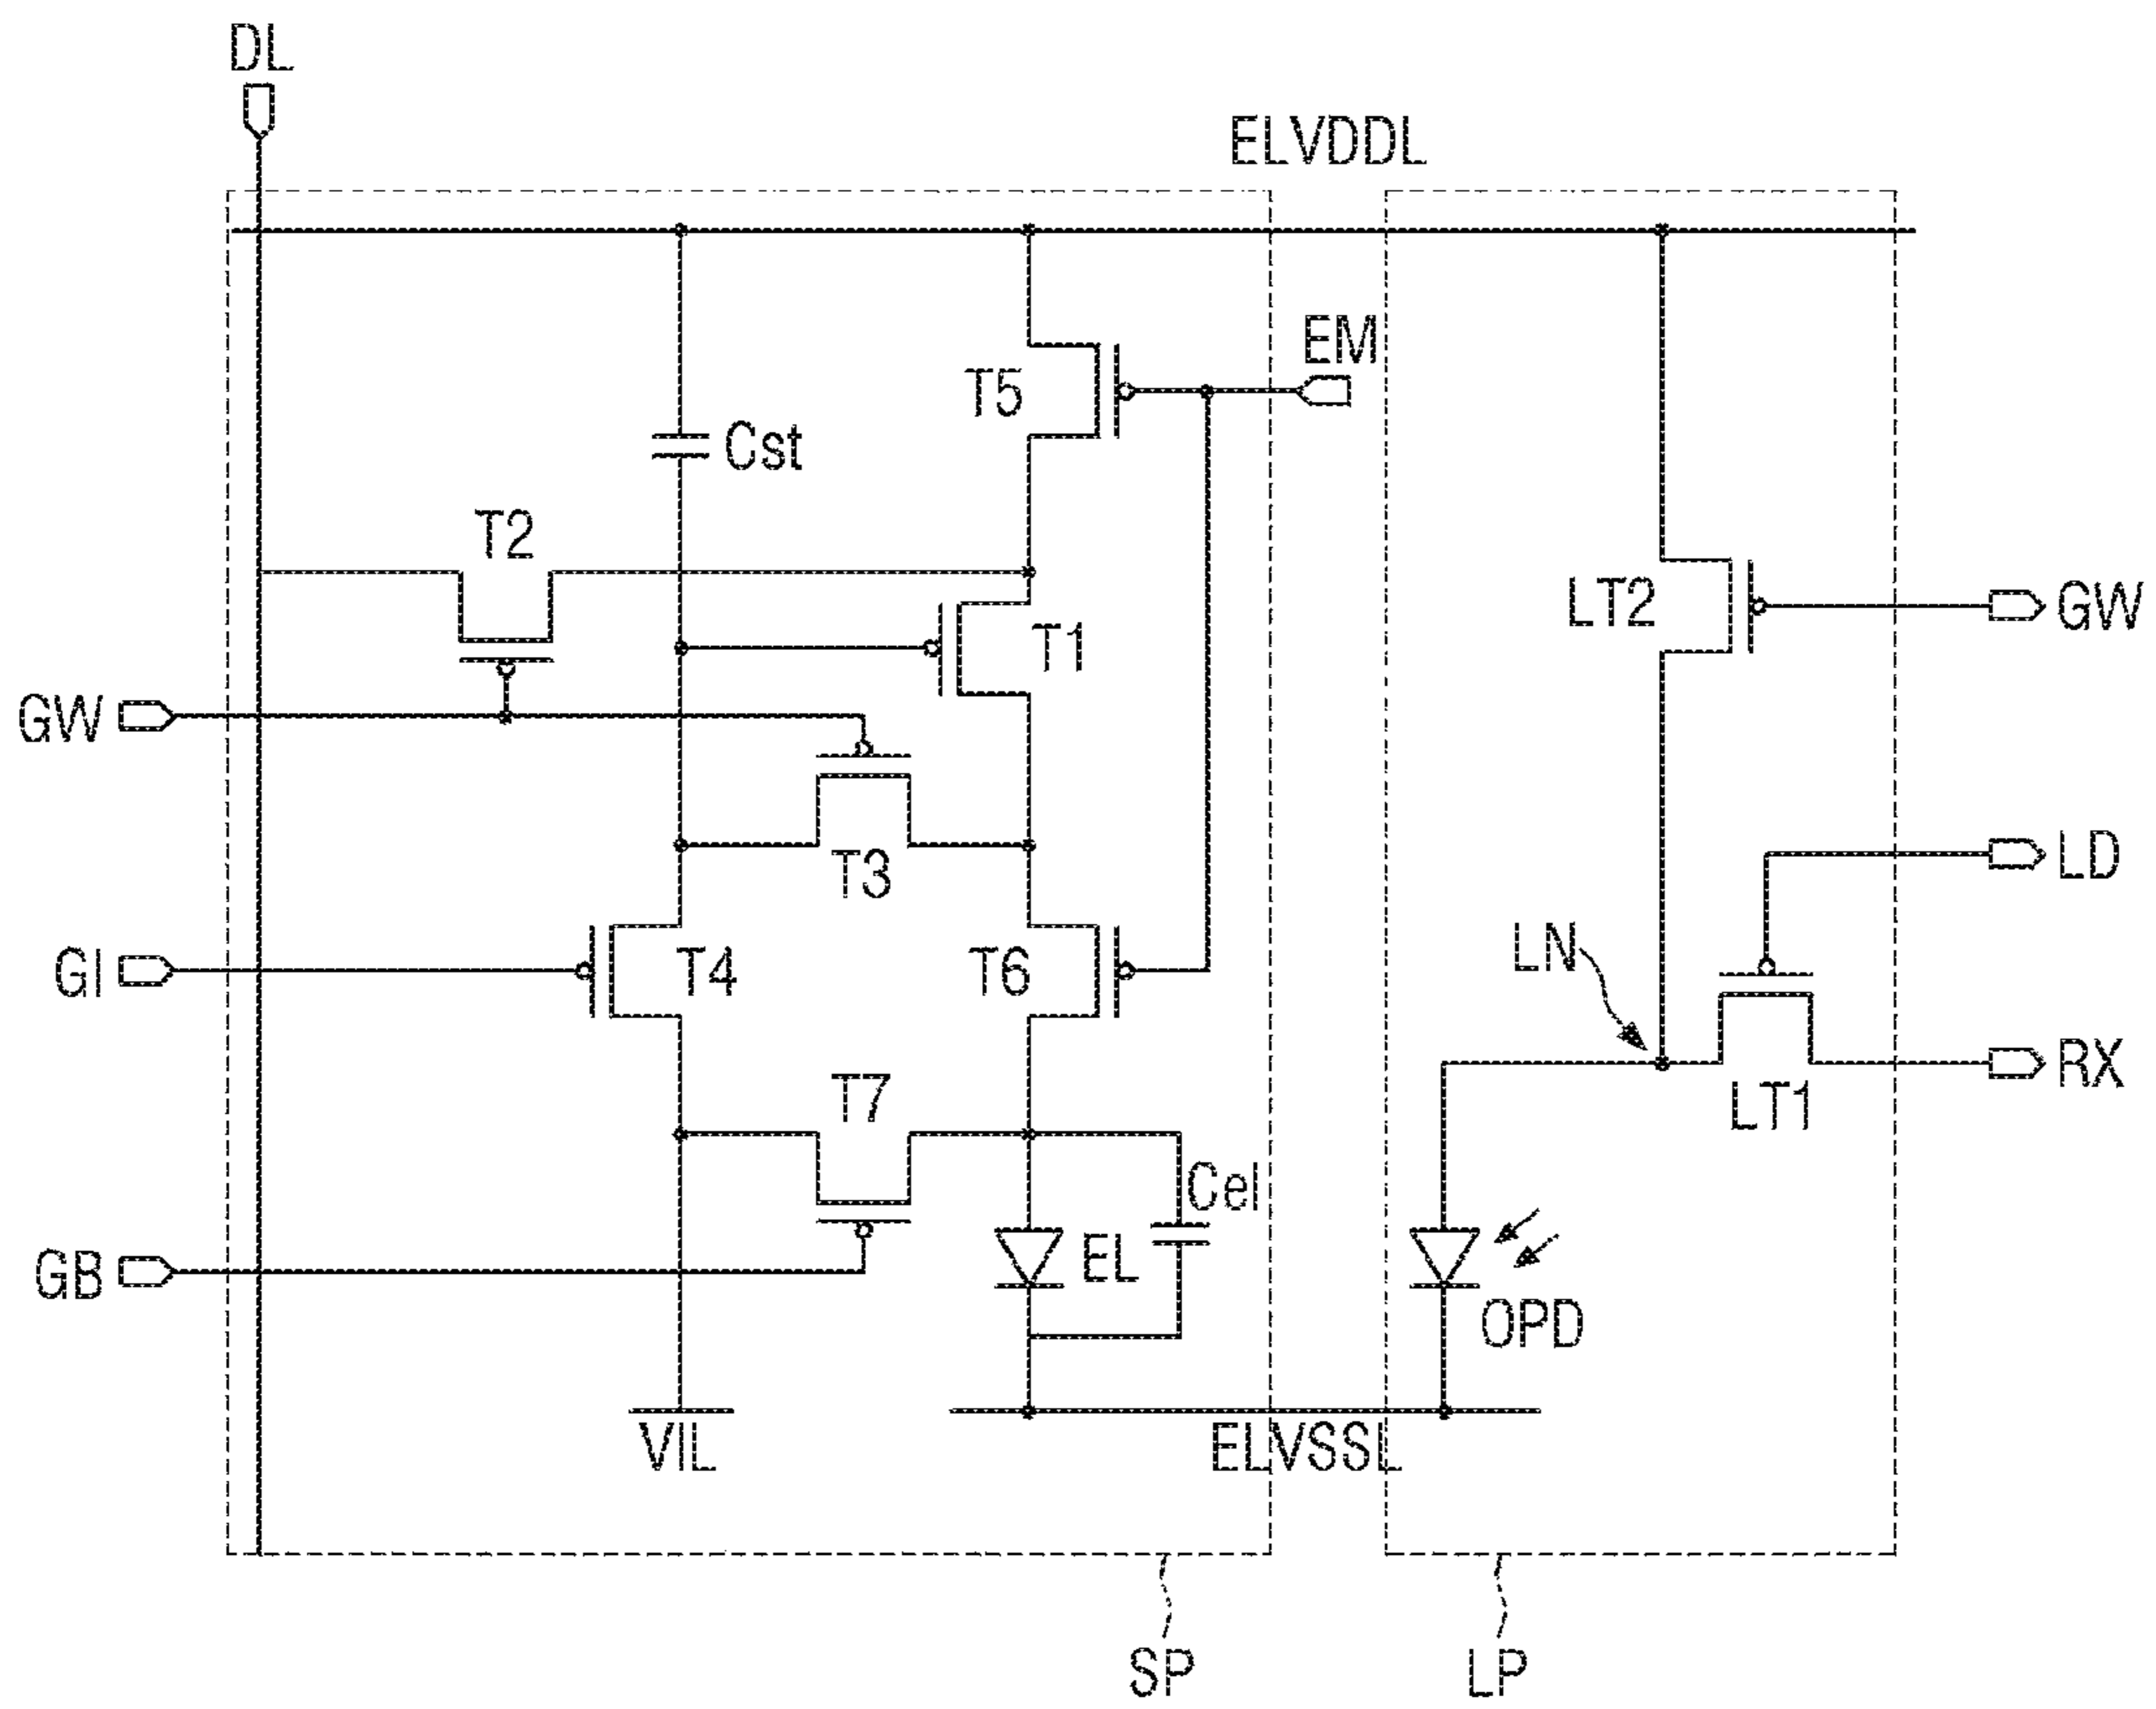 DL
ELVDDL
EM
T5
Cst
T2
LT2
GW
T1
GW
LD
T3
LN
GI
T4
T6
RX
T7
LT1
Cel
EL
GB
OPD
VIL
ELVSSL
SP
LP